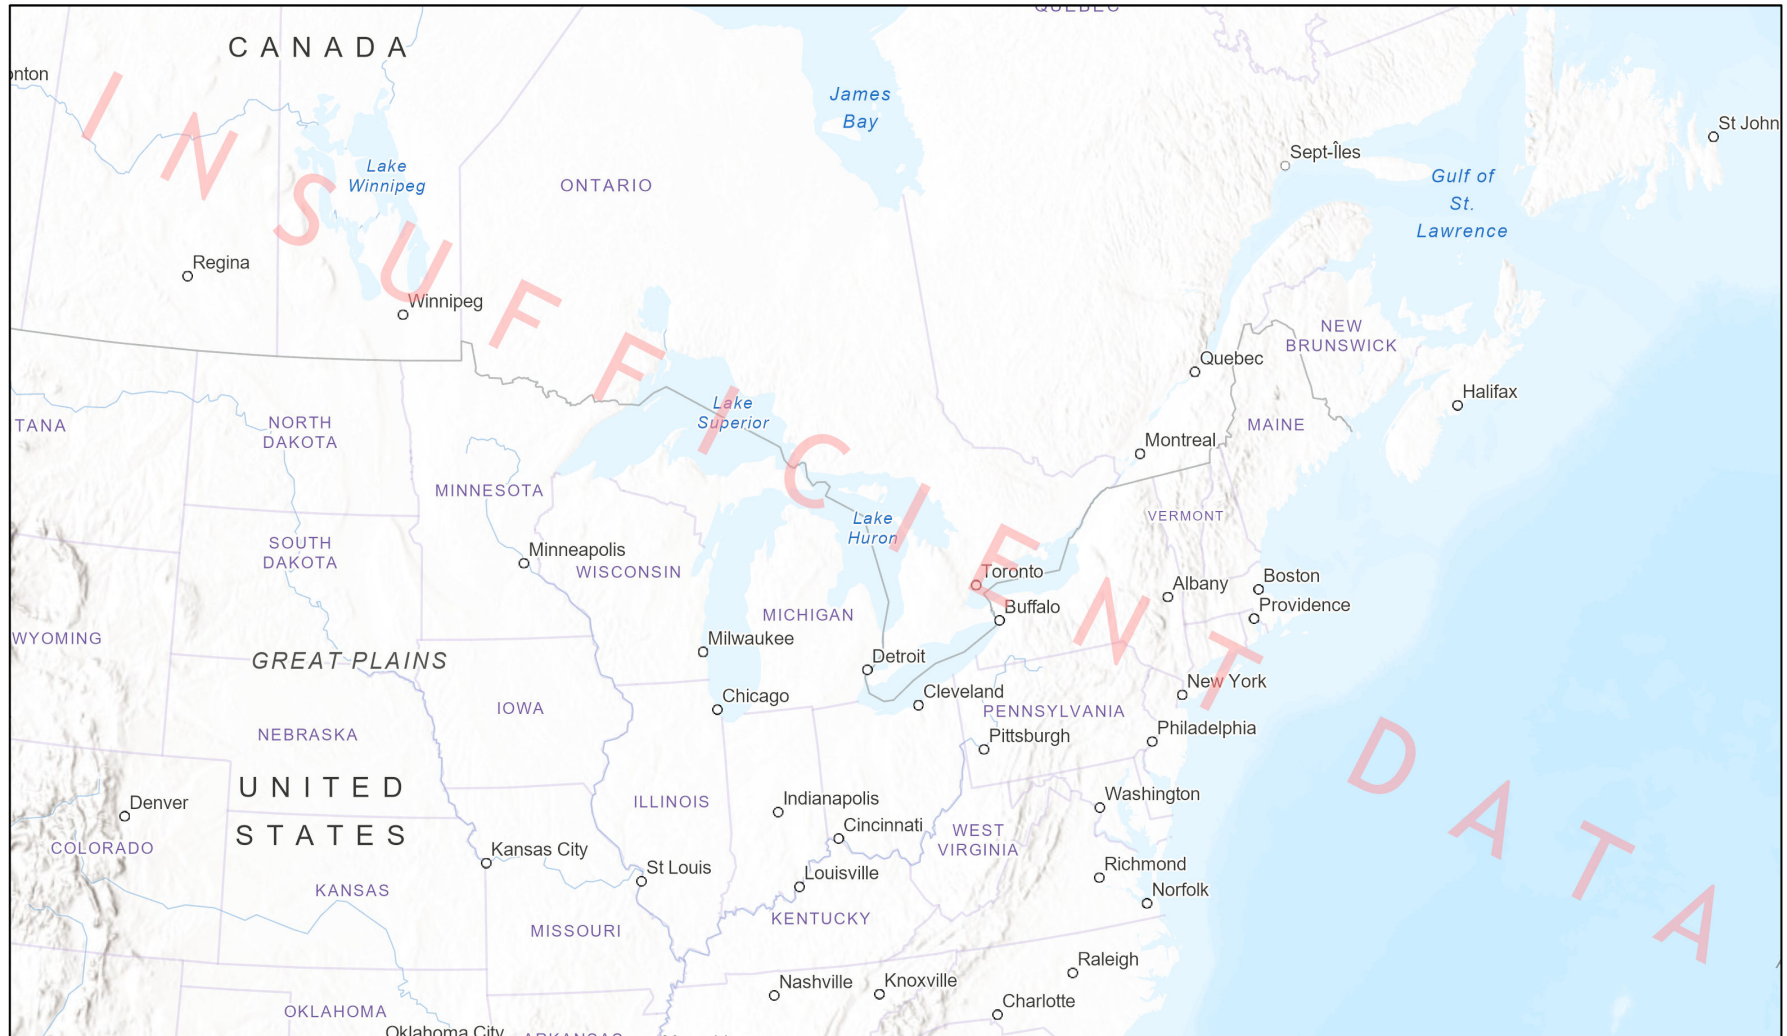 QUEBEC
CANADA
onton
James
Bay
St John
Sept-Îles
Lake
Winnipeg
ONTARIO
Gulf of
St.
Lawrence
Regina
Winnipeg
NEW
BRUNSWICK
Quebec
Halifax
Lake
Superior
TANA
NORTH
DAKOTA
MAINE
Montreal
MINNESOTA
VERMONT
Lake
Huron
SOUTH
DAKOTA
Minneapolis
WISCONSIN
Toronto
Albany
Boston
Providence
Buffalo
MICHIGAN
WYOMING
Milwaukee
GREAT PLAINS
Detroit
New York
Chicago
Cleveland
IOWA
PENNSYLVANIA
NEBRASKA
Pittsburgh
Philadelphia
UNITED
STATES
Denver
ILLINOIS
Indianapolis
Washington
Cincinnati
WEST
VIRGINIA
COLORADO
Kansas City
St Louis
Louisville
Richmond
Norfolk
KANSAS
KENTUCKY
MISSOURI
Raleigh
Nashville
Knoxville
Charlotte
OKLAHOMA
Oklahoma City
ARKANSAS
INSUFFICIENT DATA